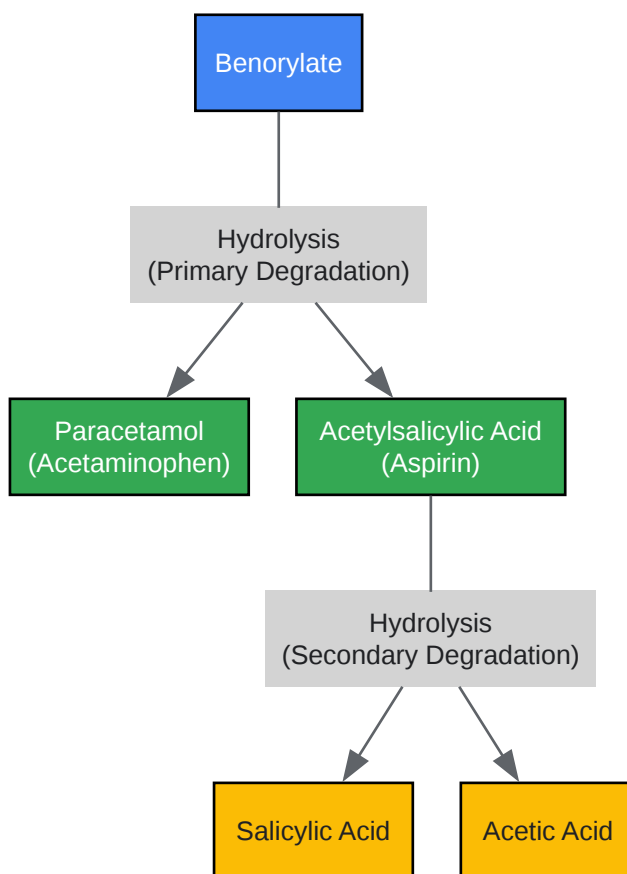 Benorylate
Hydrolysis
(Primary Degradation)
Paracetamol
(Acetaminophen)
Acetylsalicylic Acid
(Aspirin)
Hydrolysis
(Secondary Degradation)
Salicylic Acid
Acetic Acid